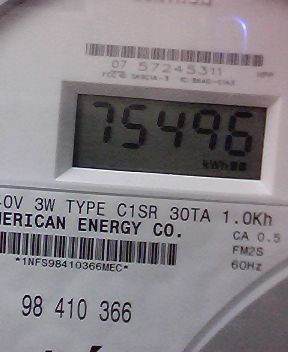 07 57245311
75496
kWh
0V 3W TYPE C1SR 30TA 1.0Kh
MERICAN ENERGY CO.
CA 0.5
FM2S
60Hz
*1NFS98410366MEC*
98 410 366